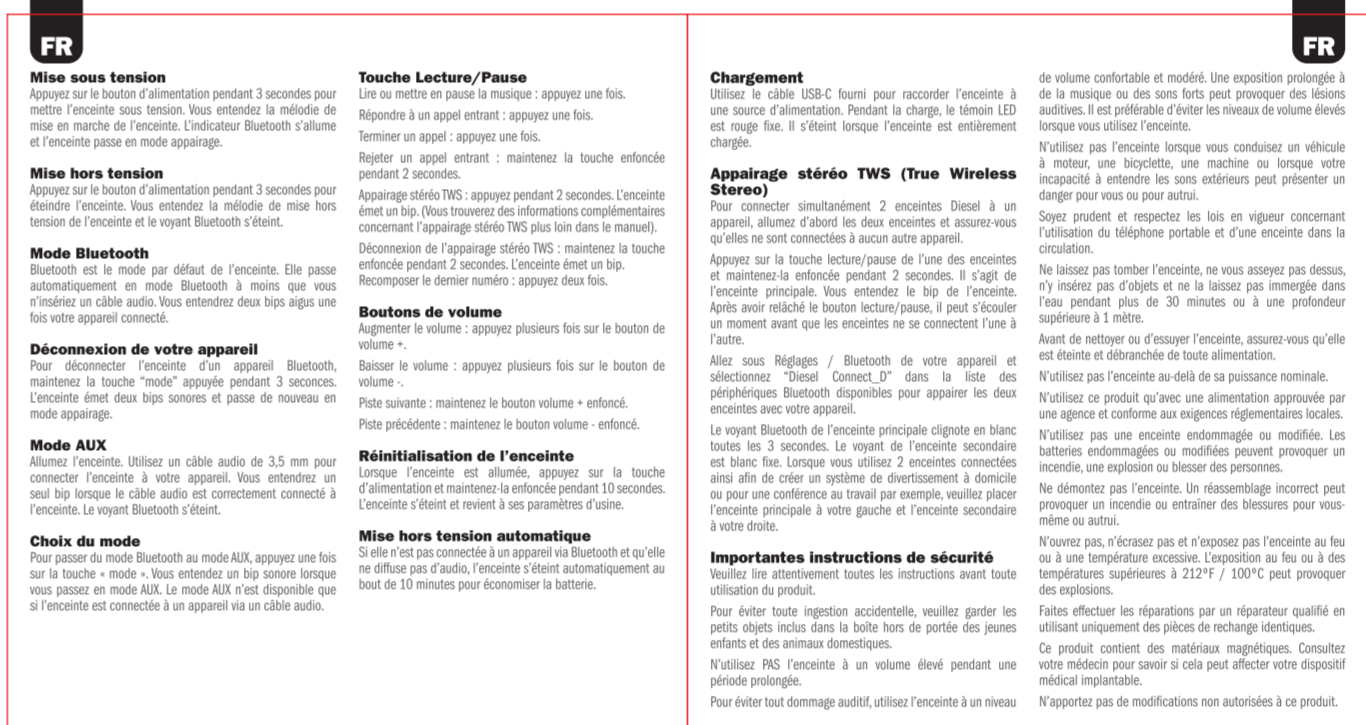 FR
Mise sous tension
Appuyez sur le bouton d'alimentation pendant 3 secondes pour
mettre l'enceinte sous tension. Vous entendez la mélodie de
mise en marche de l'enceinte. L'indicateur Bluetooth s'allume
et l'enceinte passe en mode appairage.
Mise hors tension
Appuyez sur le bouton d'alimentation pendant 3 secondes pour
éteindre l'enceinte. Vous entendez la mélodie de mise hors
tension de l'enceinte et le voyant Bluetooth s'éteint.
Mode Bluetooth
Bluetooth est le mode par défaut de l'enceinte. Elle passe
automatiquement en mode Bluetooth à moins que vous
n'insériez un câble audio. Vous entendrez deux bips aigus une
fois votre appareil connecté.
Déconnexion de votre appareil
Pour déconnecter l'enceinte d'un appareil Bluetooth,
maintenez la touche “mode” appuyée pendant 3 seconces.
L'enceinte émet deux bips sonores et passe de nouveau en
mode appairage.
Mode AUX
Allumez l'enceinte. Utilisez un câble audio de 3,5 mm pour
connecter l'enceinte à votre appareil. Vous entendrez un
seul bip lorsque le câble audio est correctement connecté à
l'enceinte. Le voyant Bluetooth s'éteint.
Choix du mode
Pour passer du mode Bluetooth au mode AUX, appuyez une fois
sur la touche « mode ». Vous entendez un bip sonore lorsque
vous passez en mode AUX. Le mode AUX n'est disponible que
si l'enceinte est connectée à un appareil via un câble audio.
Touche Lecture/Pause
Lire ou mettre en pause la musique : appuyez une fois.
Répondre à un appel entrant : appuyez une fois.
Terminer un appel : appuyez une fois.
Rejeter un appel entrant : maintenez la touche enfoncée
pendant 2 secondes.
Appairage stéréo TWS : appuyez pendant 2 secondes. L'enceinte
émet un bip. (Vous trouverez des informations complémentaires
concernant l'appairage stéréo TWS plus loin dans le manuel).
Déconnexion de l'appairage stéréo TWS : maintenez la touche
enfoncée pendant 2 secondes. L'enceinte émet un bip.
Recomposer le dernier numéro : appuyez deux fois.
Boutons de volume
Augmenter le volume : appuyez plusieurs fois sur le bouton de
volume +.
Baisser le volume : appuyez plusieurs fois sur le bouton de
volume -.
Piste suivante : maintenez le bouton volume + enfoncé.
Piste précédente : maintenez le bouton volume - enfoncé.
Réinitialisation de l'enceinte
Lorsque l'enceinte est allumée, appuyez sur la touche
d'alimentation et maintenez-la enfoncée pendant 10 secondes.
L'enceinte s'éteint et revient à ses paramètres d'usine.
Mise hors tension automatique
Si elle n'est pas connectée à un appareil via Bluetooth et qu'elle
ne diffuse pas d'audio, l'enceinte s'éteint automatiquement au
bout de 10 minutes pour économiser la batterie.
FR
Chargement
Utilisez le câble USB-C fourni pour raccorder l'enceinte à
une source d'alimentation. Pendant la charge, le témoin LED
est rouge fixe. Il s'éteint lorsque l'enceinte est entièrement
chargée.
Appairage stéréo TWS (True Wireless
Stereo)
Pour connecter simultanément 2 enceintes Diesel à un
appareil, allumez d'abord les deux enceintes et assurez-vous
qu'elles ne sont connectées à aucun autre appareil.
Appuyez sur la touche lecture/pause de l'une des enceintes
et maintenez-la enfoncée pendant 2 secondes. Il s'agit de
l'enceinte principale. Vous entendez le bip de l'enceinte.
Après avoir relâché le bouton lecture/pause, il peut s'écouler
un moment avant que les enceintes ne se connectent l'une à
l'autre.
Allez sous Réglages / Bluetooth de votre appareil et
sélectionnez “Diesel Connect_D” dans la liste des
périphériques Bluetooth disponibles pour appairer les deux
enceintes avec votre appareil.
Le voyant Bluetooth de l'enceinte principale clignote en blanc
toutes les 3 secondes. Le voyant de l'enceinte secondaire
est blanc fixe. Lorsque vous utilisez 2 enceintes connectées
ainsi afin de créer un système de divertissement à domicile
ou pour une conférence au travail par exemple, veuillez placer
l'enceinte principale à votre gauche et l'enceinte secondaire
à votre droite.
Importantes instructions de sécurité
Veuillez lire attentivement toutes les instructions avant toute
utilisation du produit.
Pour éviter toute ingestion accidentelle, veuillez garder les
petits objets inclus dans la boîte hors de portée des jeunes
enfants et des animaux domestiques.
N'utilisez PAS l'enceinte à un volume élevé pendant une
période prolongée.
Pour éviter tout dommage auditif, utilisez l'enceinte à un niveau
de volume confortable et modéré. Une exposition prolongée à
de la musique ou des sons forts peut provoquer des lésions
auditives. Il est préférable d'éviter les niveaux de volume élevés
lorsque vous utilisez l'enceinte.
N'utilisez pas l'enceinte lorsque vous conduisez un véhicule
à moteur, une bicyclette, une machine ou lorsque votre
incapacité à entendre les sons extérieurs peut présenter un
danger pour vous ou pour autrui.
Soyez prudent et respectez les lois en vigueur concernant
l'utilisation du téléphone portable et d'une enceinte dans la
circulation.
Ne laissez pas tomber l'enceinte, ne vous asseyez pas dessus,
n'y insérez pas d'objets et ne la laissez pas immergée dans
l'eau pendant plus de 30 minutes ou à une profondeur
supérieure à 1 mètre.
Avant de nettoyer ou d'essuyer l'enceinte, assurez-vous qu'elle
est éteinte et débranchée de toute alimentation.
N'utilisez pas l'enceinte au-delà de sa puissance nominale.
N'utilisez ce produit qu'avec une alimentation approuvée par
une agence et conforme aux exigences réglementaires locales.
N'utilisez pas une enceinte endommagée ou modifiée. Les
batteries endommagées ou modifiées peuvent provoquer un
incendie, une explosion ou blesser des personnes.
Ne démontez pas l'enceinte. Un réassemblage incorrect peut
provoquer un incendie ou entraîner des blessures pour vous-
même ou autrui.
N'ouvrez pas, n'écrasez pas et n'exposez pas l'enceinte au feu
ou à une température excessive. L'exposition au feu ou à des
températures supérieures à 212°F / 100°C peut provoquer
des explosions.
Faites effectuer les réparations par un réparateur qualifié en
utilisant uniquement des pièces de rechange identiques.
Ce produit contient des matériaux magnétiques. Consultez
votre médecin pour savoir si cela peut affecter votre dispositif
médical implantable.
N'apportez pas de modifications non autorisées à ce produit.